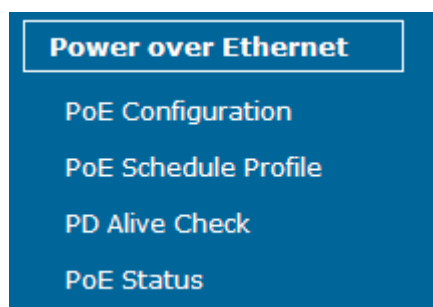 Power over Ethernet
PoE Configuration
PoE Schedule Profile
PD Alive Check
PoE Status